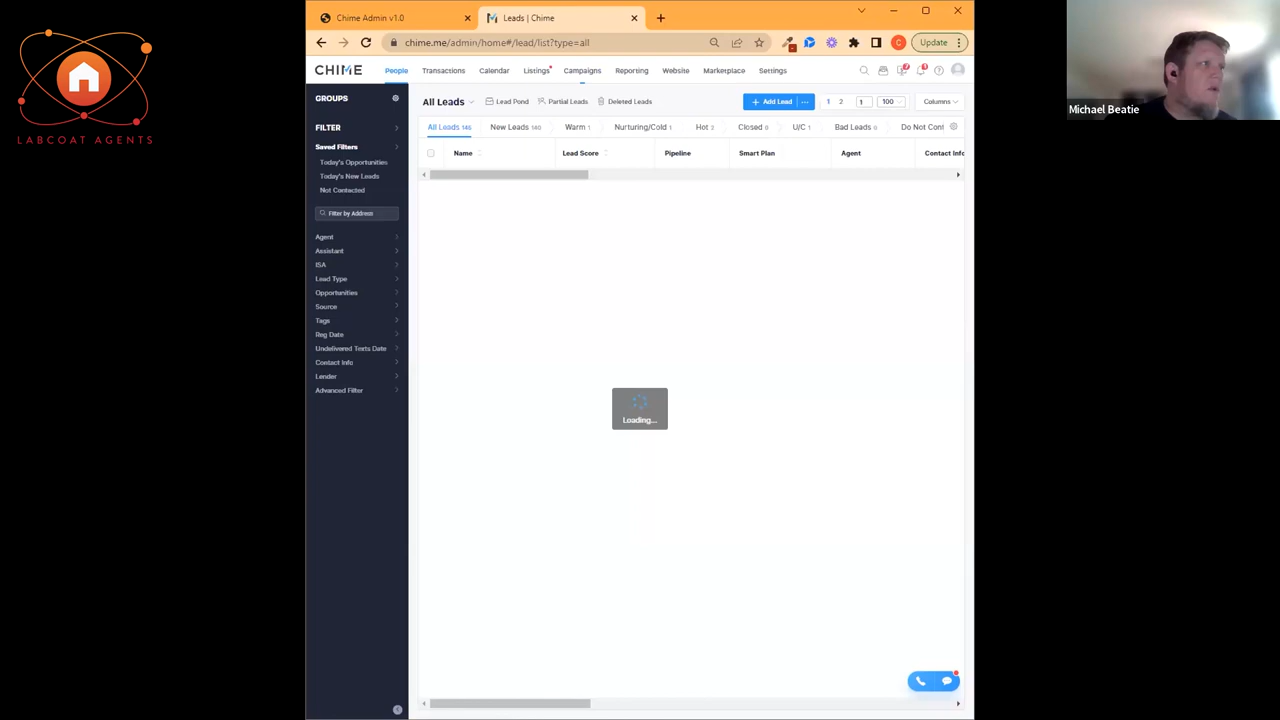 LABCOAT AGENTS
Chime Admin v1.0
Leads | Chime
chime.me/admin/home#/lead/list?type=all
Update
CHIME
People
Transactions
Calendar
Listings
Campaigns
Reporting
Website
Marketplace
Settings
GROUPS
FILTER
Saved Filters
Today's Opportunities
Today's New Leads
Not Contacted
Filter by Address
Agent
Assistant
ISA
Lead Type
Opportunities
Source
Tags
Reg Date
Undelivered Texts Date
Contact Info
Lender
Advanced Filter
All Leads
Lead Pond
Partial Leads
Deleted Leads
+ Add Lead ...
1 2
1
100
Columns
All Leads 145
New Leads 140
Warm 1
Nurturing/Cold 1
Hot 2
Closed 0
U/C 1
Bad Leads 0
Do Not Cont
Name
Lead Score
Pipeline
Smart Plan
Agent
Contact Info
Loading...
Michael Beatie